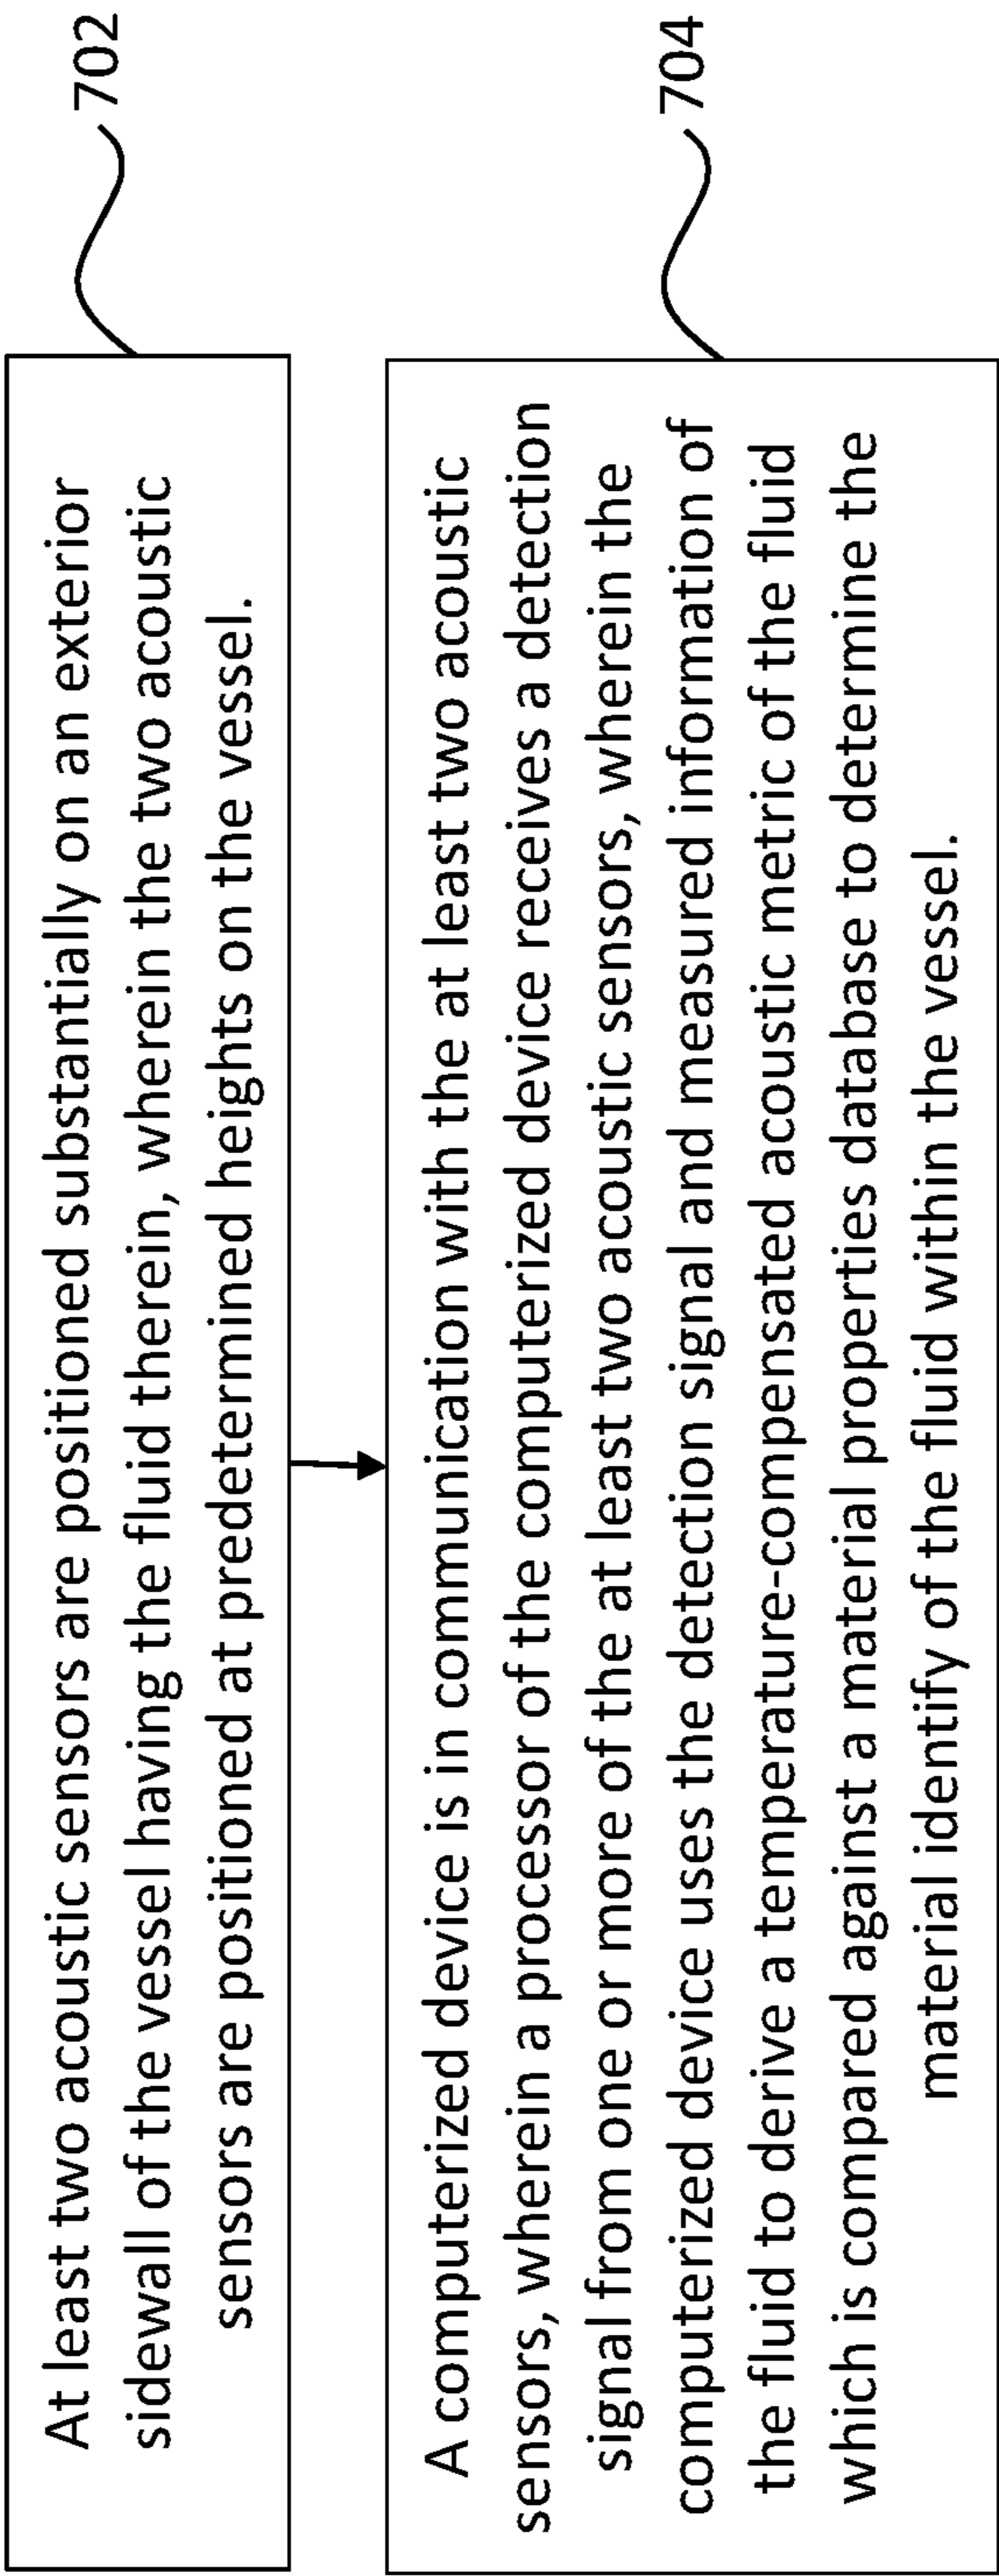 At least two acoustic sensors are positioned substantially on an exterior
sidewall of the vessel having the fluid therein, wherein the two acoustic
sensors are positioned at predetermined heights on the vessel.
702
A computerized device is in communication with the at least two acoustic
sensors, wherein a processor of the computerized device receives a detection
signal from one or more of the at least two acoustic sensors, wherein the
computerized device uses the detection signal and measured information of
the fluid to derive a temperature-compensated acoustic metric of the fluid
which is compared against a material properties database to determine the
material identify of the fluid within the vessel.
704